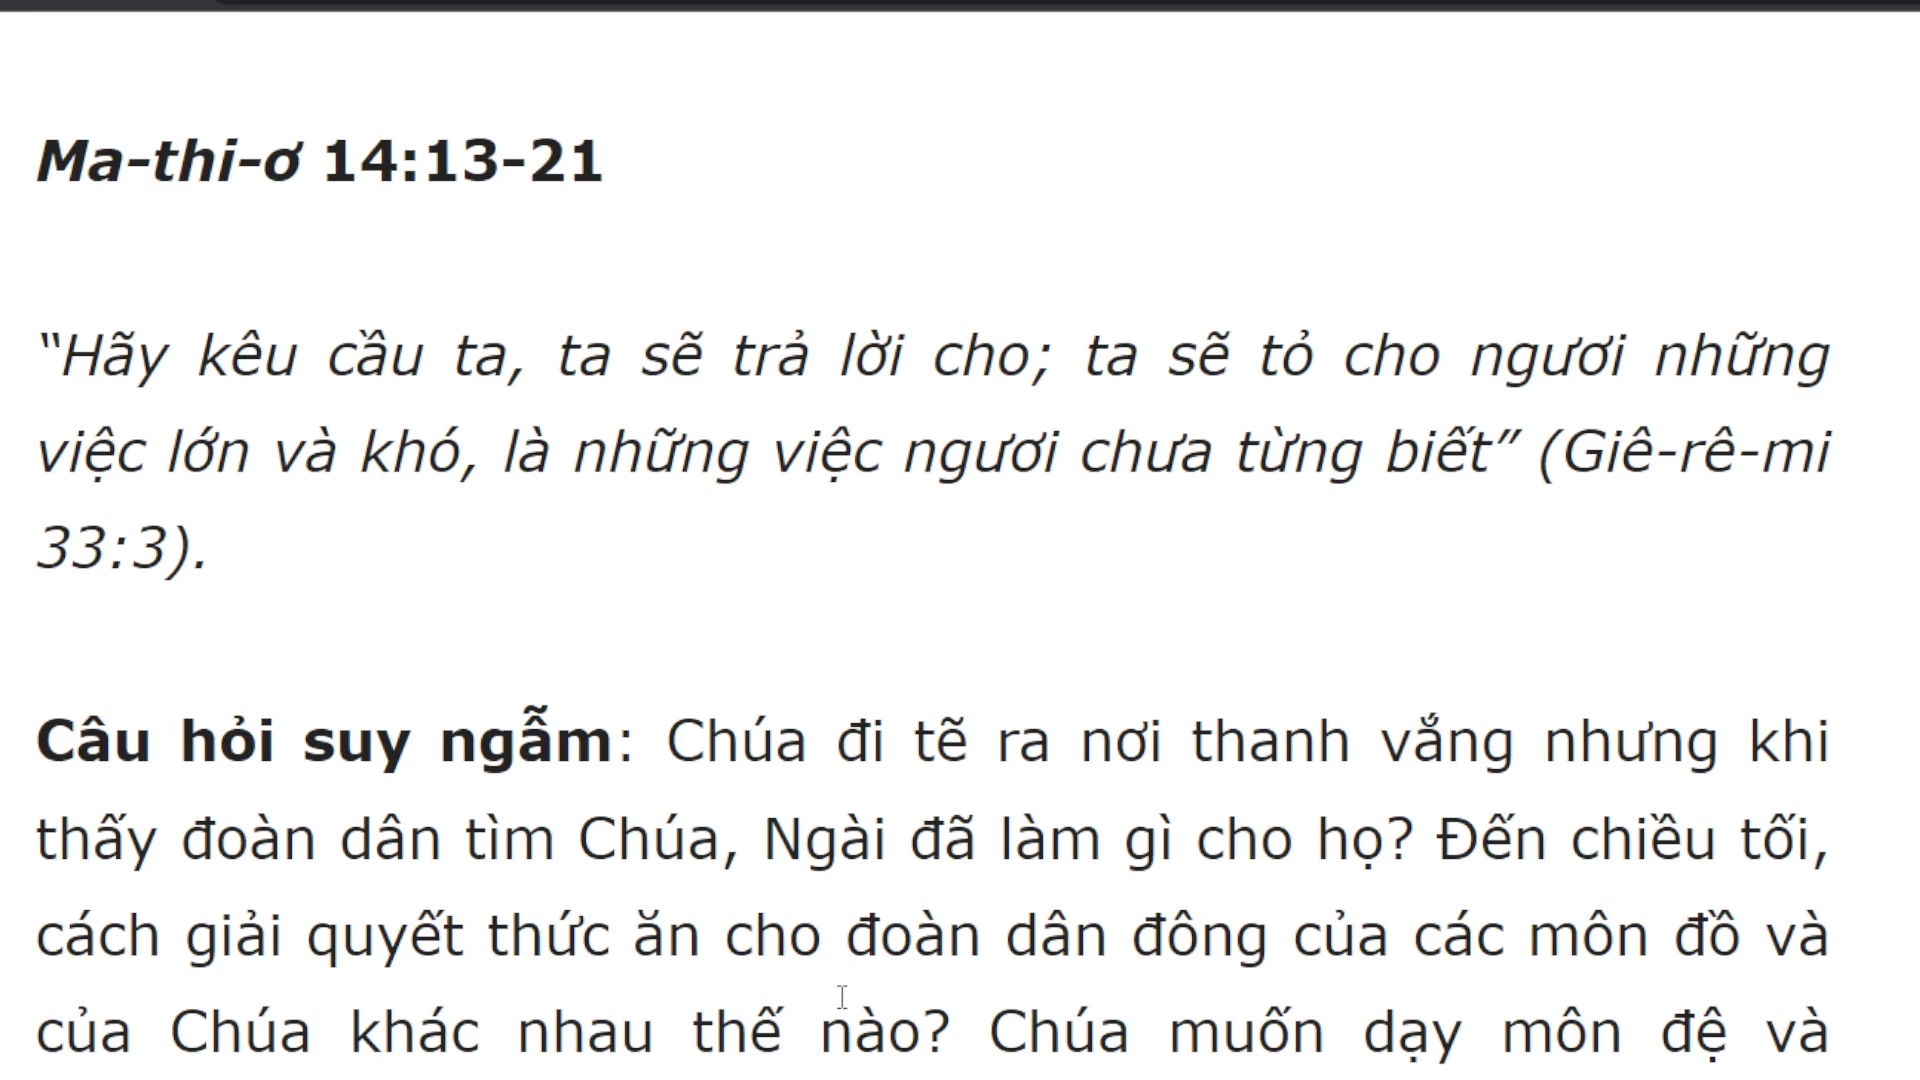 Ma-thi-ơ 14:13-21
“Hãy kêu cầu ta, ta sẽ trả lời cho; ta sẽ tỏ cho ngươi những
việc lớn và khó, là những việc ngươi chưa từng biết” (Giê-rê-mi
33:3).
Câu hỏi suy ngẫm: Chúa đi tẽ ra nơi thanh vắng nhưng khi
thấy đoàn dân tìm Chúa, Ngài đã làm gì cho họ? Đến chiều tối,
cách giải quyết thức ăn cho đoàn dân đông của các môn đồ và
của Chúa khác nhau thế nào? Chúa muốn dạy môn đệ và